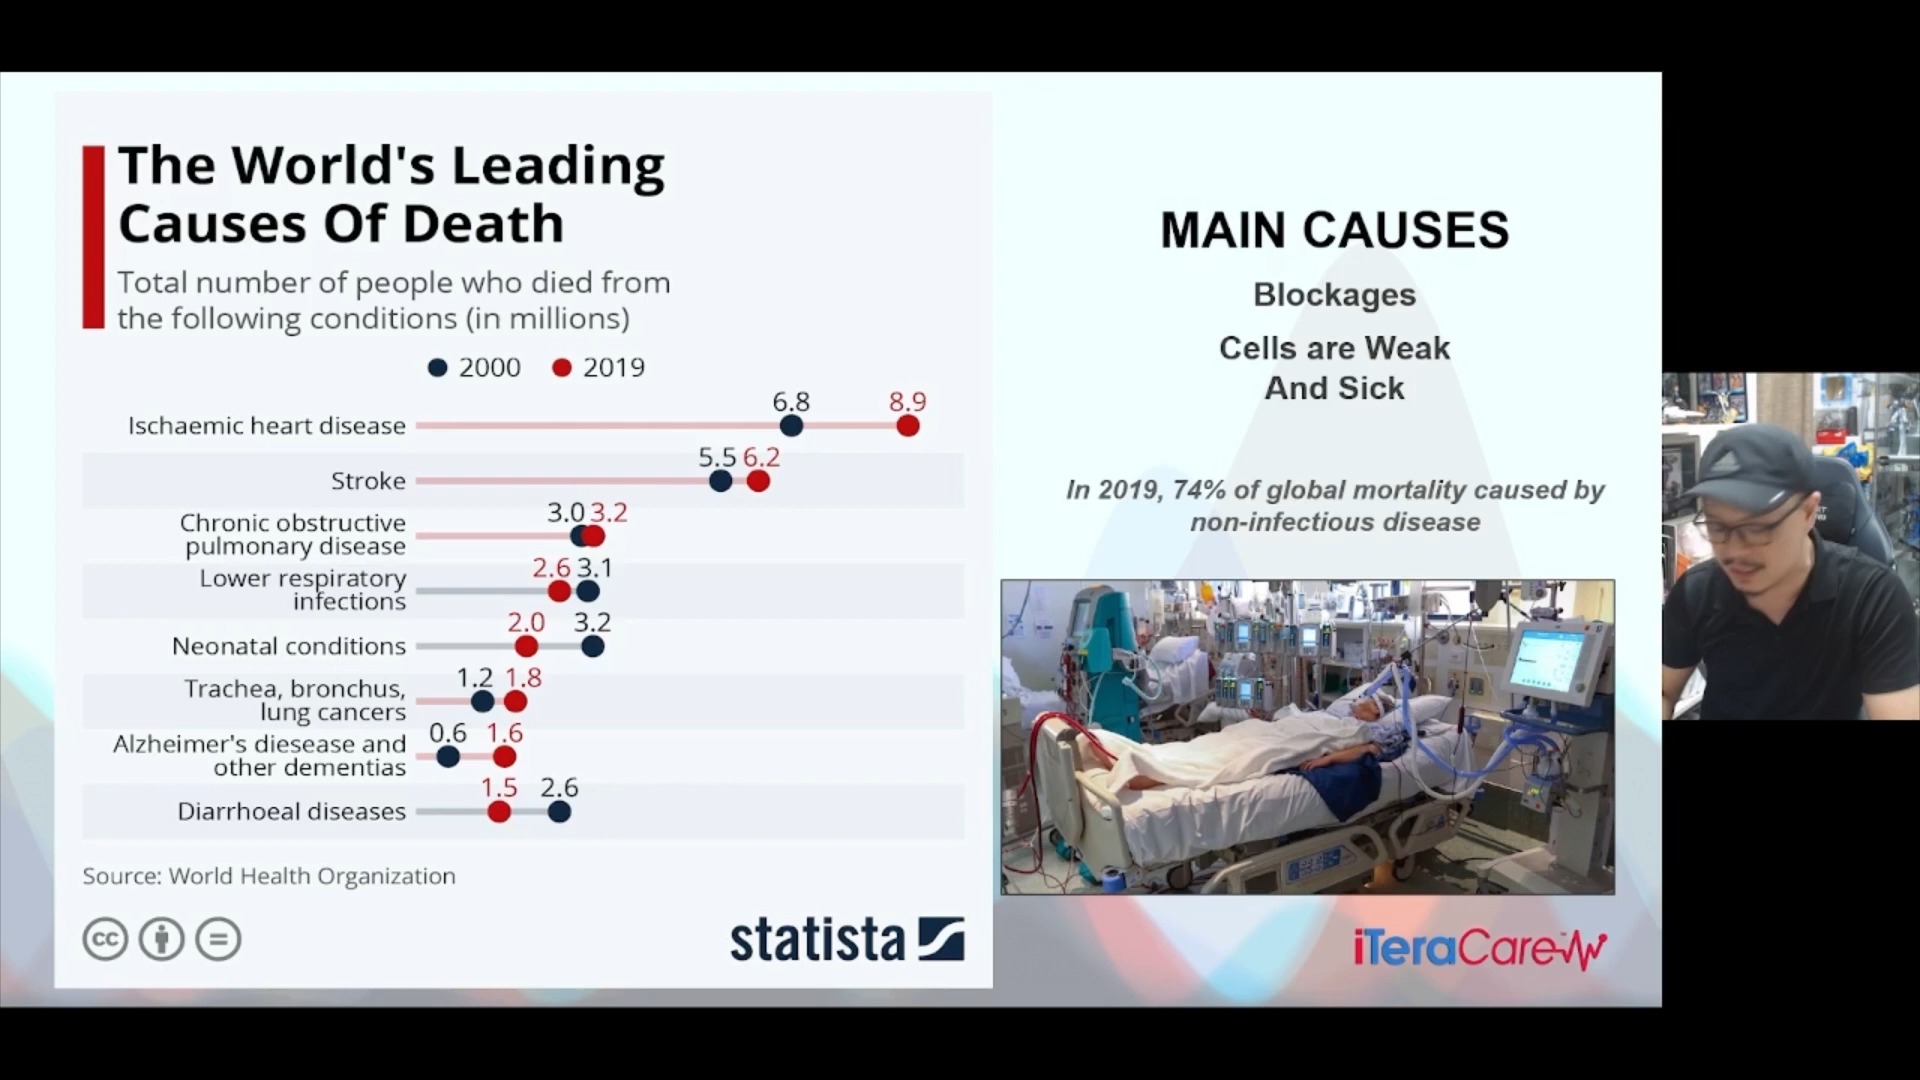 The World's Leading
Causes Of Death
Total number of people who died from
the following conditions (in millions)
2000 2019
6.8 8.9
Ischaemic heart disease
5.5 6.2
Stroke
3.0 3.2
Chronic obstructive
pulmonary disease
2.6 3.1
Lower respiratory
infections
2.0 3.2
Neonatal conditions
1.2 1.8
Trachea, bronchus,
lung cancers
0.6 1.6
Alzheimer's diesease and
other dementias
1.5 2.6
Diarrhoeal diseases
Source: World Health Organization
cc
statista
MAIN CAUSES
Blockages
Cells are Weak
And Sick
In 2019, 74% of global mortality caused by
non-infectious disease
iTeraCare